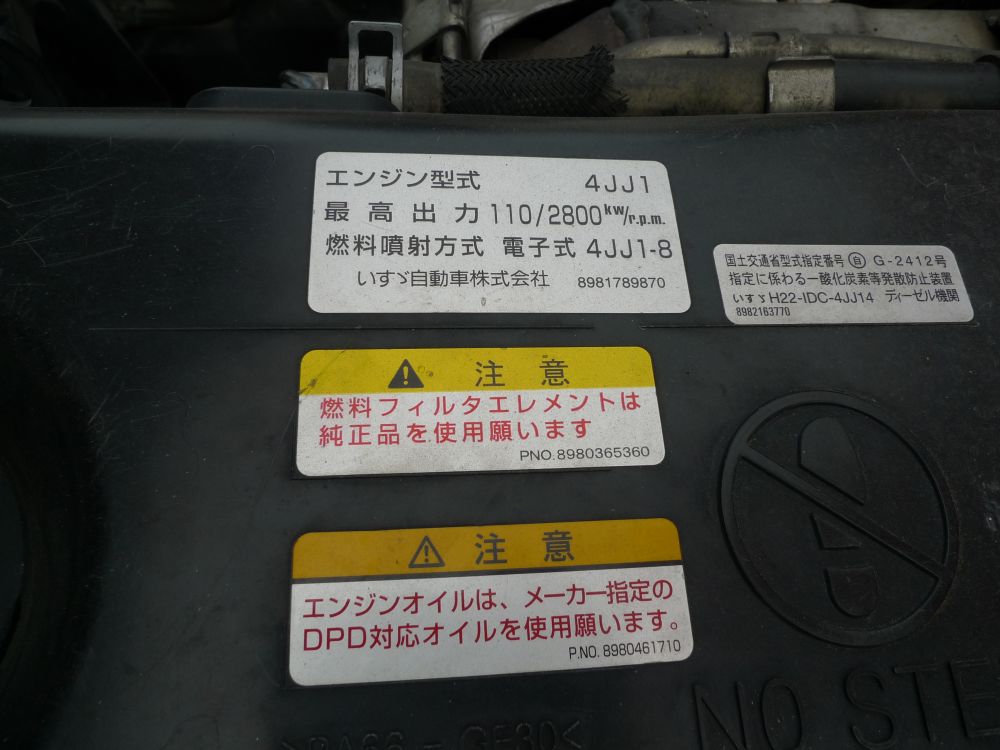 エンジン型式 4JJ1
最高出力 110/2800kw/r.p.m.
燃料噴射方式 電子式 4JJ1-8
いすゞ自動車株式会社 8981789870
国土交通省型式指定番号 自 G-2412号
指定に係わる一酸化炭素等発散防止装置
いすゞ H22-IDC-4JJ14 ディーゼル機関
8982163770
注意
燃料フィルタエレメントは
純正品を使用願います
PNO.8980365360
注意
エンジンオイルは、メーカー指定の
DPD対応オイルを使用願います。
P.NO. 8980461710
NO STE